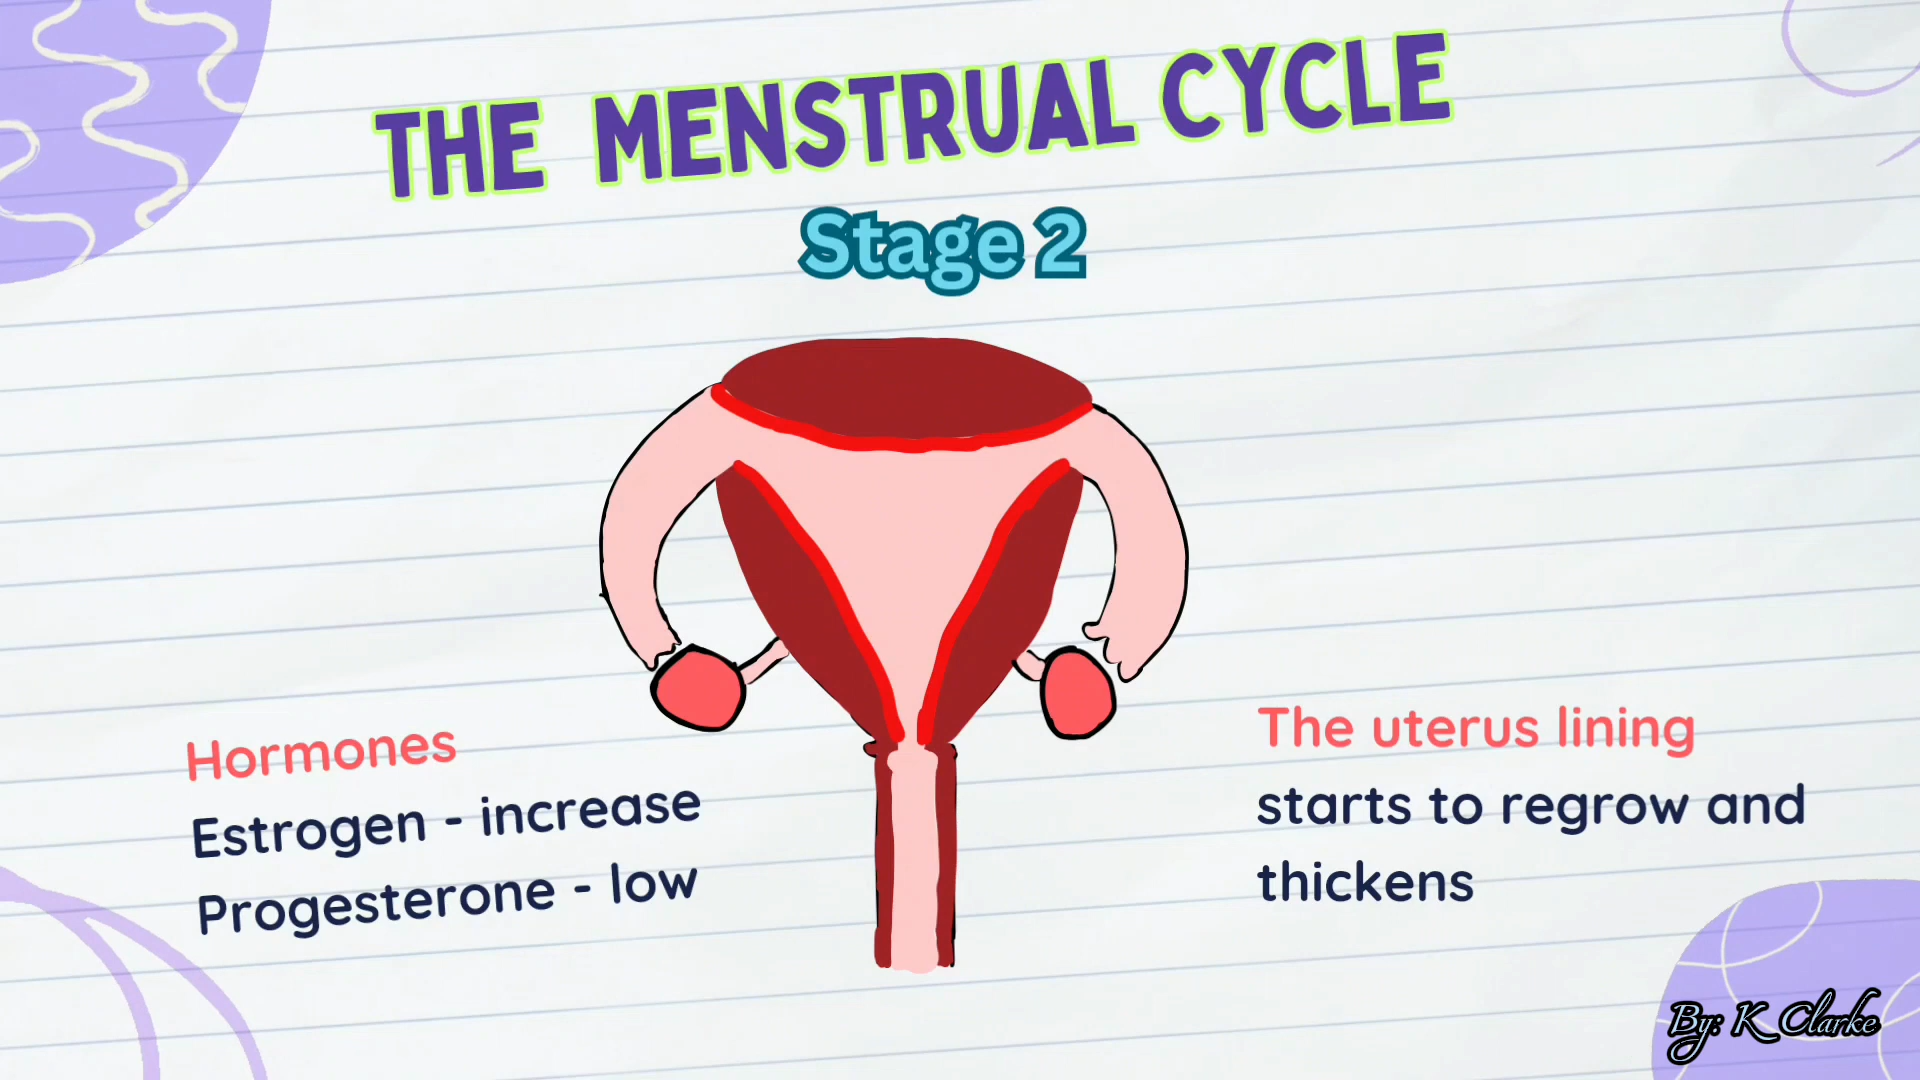 THE MENSTRUAL CYCLE
Stage 2
Hormones
Estrogen - increase
Progesterone - low
The uterus lining
starts to regrow and
thickens
By: K Clarke